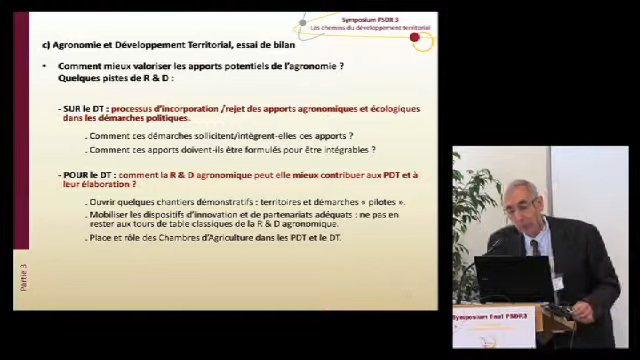 Symposium PSDR 3
Les chemins du développement territorial
c) Agronomie et Développement Territorial, essai de bilan
• Comment mieux valoriser les apports potentiels de l'agronomie ?
Quelques pistes de R & D :
- SUR le DT : processus d'incorporation /rejet des apports agronomiques et écologiques
dans les démarches politiques.
. Comment ces démarches sollicitent/intègrent-elles ces apports ?
. Comment ces apports doivent-ils être formulés pour être intégrables ?
- POUR le DT : comment la R & D agronomique peut elle mieux contribuer aux PDT et à
leur élaboration ?
. Ouvrir quelques chantiers démonstratifs : territoires et démarches « pilotes ».
. Mobiliser les dispositifs d'innovation et de partenariats adéquats : ne pas en
rester aux tours de table classiques de la R & D agronomique.
. Place et rôle des Chambres d'Agriculture dans les PDT et le DT.
Partie 3
Symposium Final PSDR3